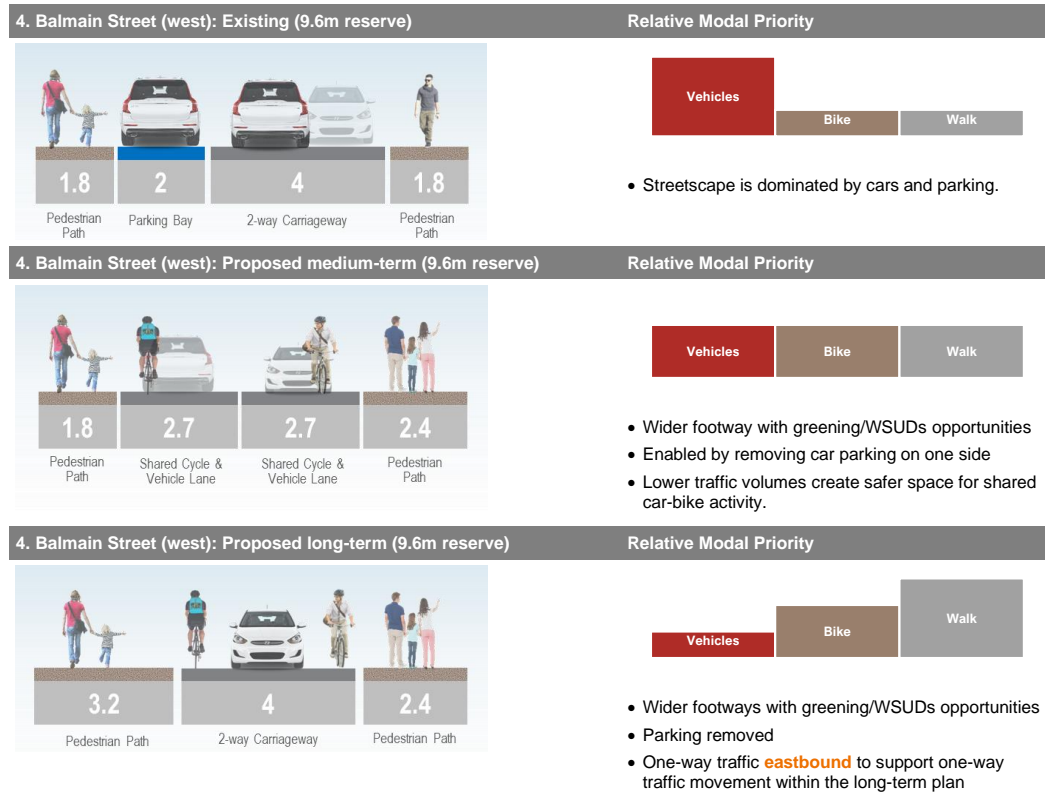 4. Balmain Street (west): Existing (9.6m reserve)
Relative Modal Priority
1.8
2
4
1.8
Pedestrian
Path
Parking Bay
2-way Carriageway
Pedestrian
Path
Vehicles
Bike
Walk
• Streetscape is dominated by cars and parking.
4. Balmain Street (west): Proposed medium-term (9.6m reserve)
Relative Modal Priority
1.8
2.7
2.7
2.4
Pedestrian
Path
Shared Cycle &
Vehicle Lane
Shared Cycle &
Vehicle Lane
Pedestrian
Path
Vehicles
Bike
Walk
• Wider footway with greening/WSUDs opportunities
• Enabled by removing car parking on one side
• Lower traffic volumes create safer space for shared
car-bike activity.
4. Balmain Street (west): Proposed long-term (9.6m reserve)
Relative Modal Priority
3.2
4
2.4
Pedestrian Path
2-way Carriageway
Pedestrian Path
Vehicles
Bike
Walk
• Wider footways with greening/WSUDs opportunities
• Parking removed
• One-way traffic eastbound to support one-way
traffic movement within the long-term plan